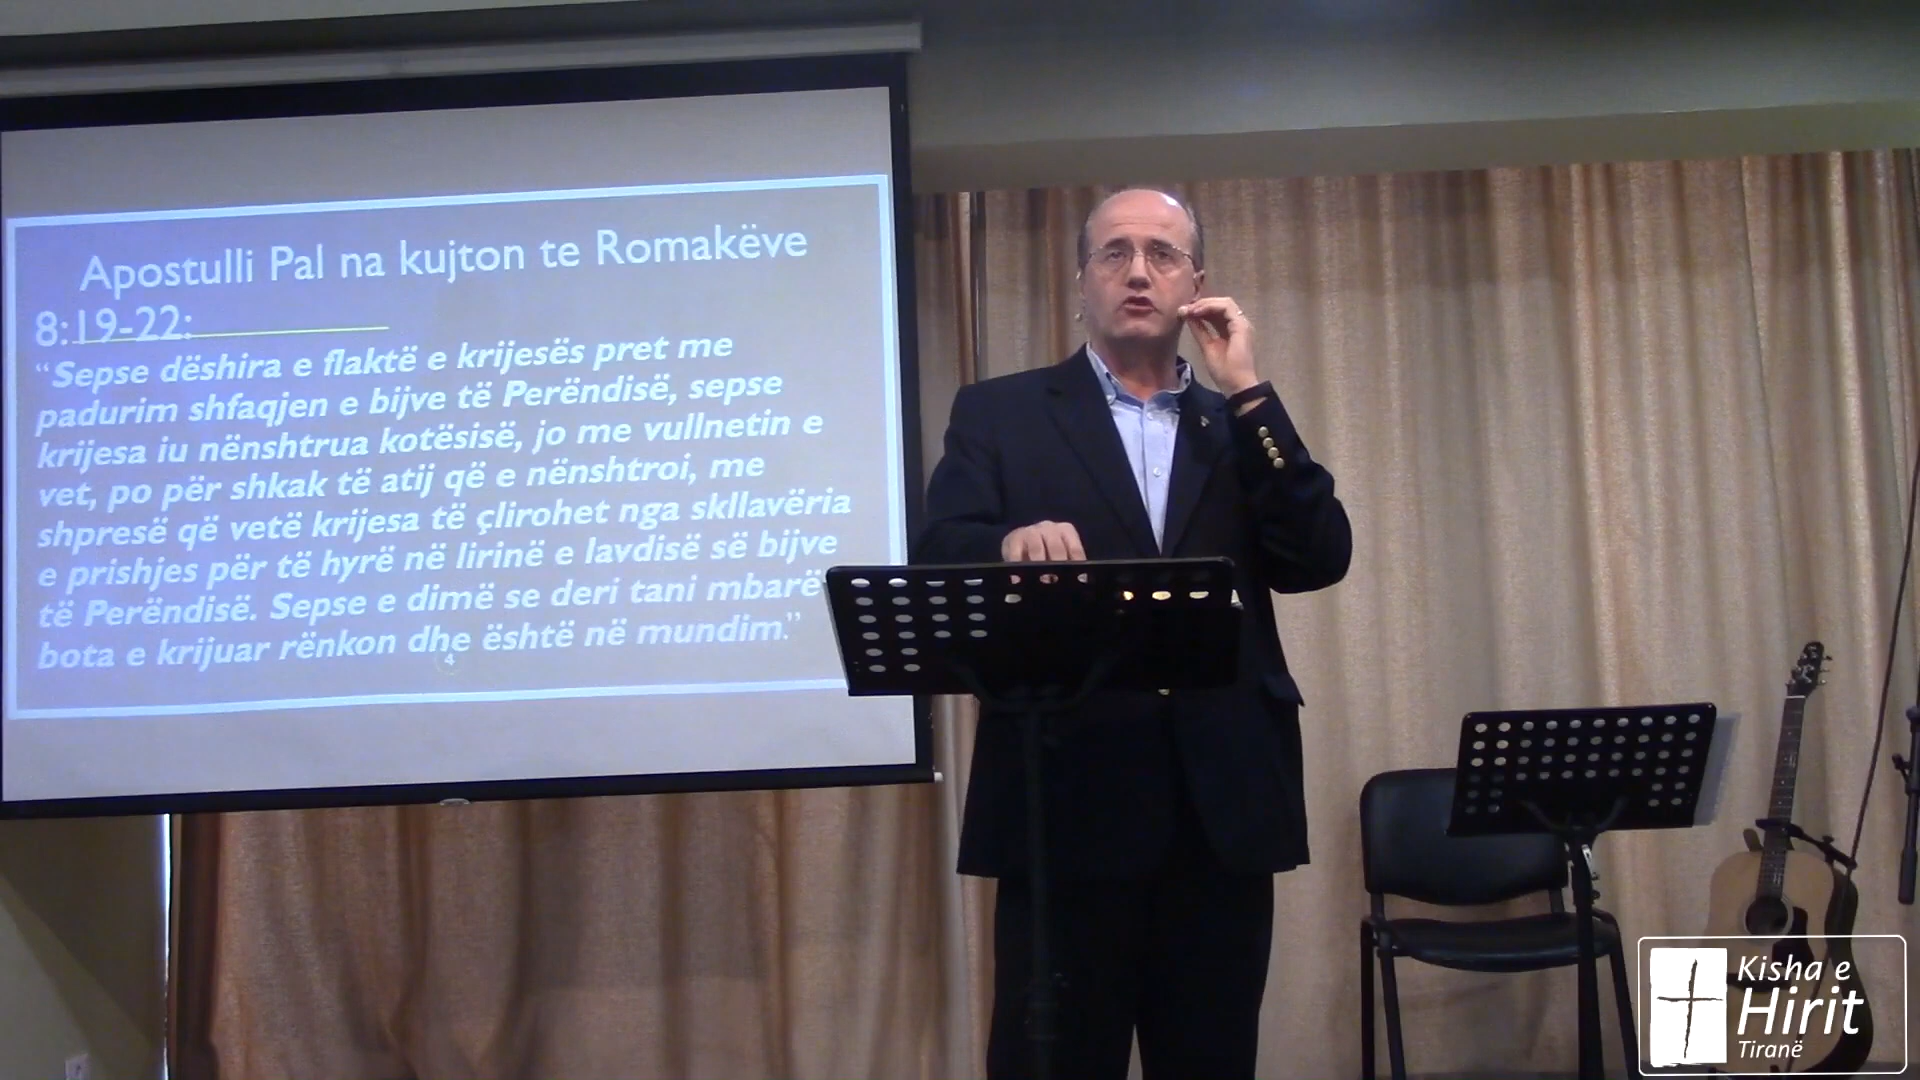 Apostulli Pal na kujton te Romakëve
8:19-22:
“Sepse dëshira e flaktë e krijesës pret me
padurim shfaqjen e bijve të Perëndisë, sepse
krijesa iu nënshtrua kotësisë, jo me vullnetin e
vet, po për shkak të atij që e nënshtroi, me
shpresë që vetë krijesa të çlirohet nga skllavëria
e prishjes për të hyrë në lirinë e lavdisë së bijve
të Perëndisë. Sepse e dimë se deri tani mbarë
bota e krijuar rënkon dhe është në mundim.”
4
Kisha e
Hirit
Tiranë